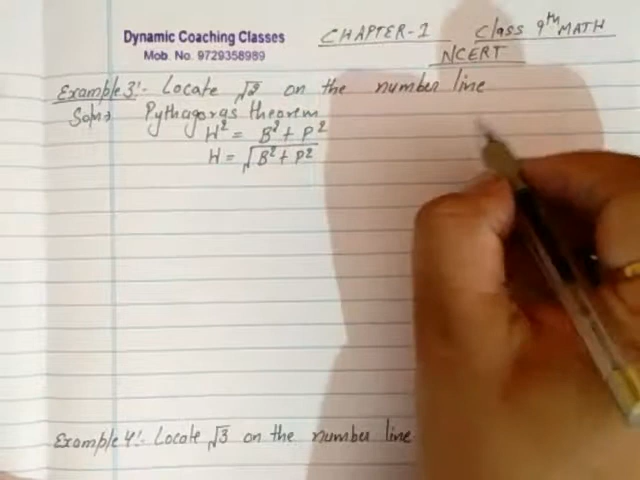 Dynamic Coaching Classes
Mob. No. 9729358989
CHAPTER-1 Class 9th MATH
NCERT
Example 3:- Locate √2 on the number line
Soln⇒ Pythagoras theorem
H² = B² + P²
H = √B² + P²
Example 4:- Locate √3 on the number line